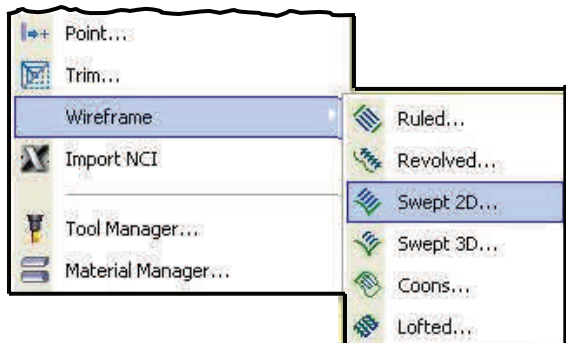 Point...
Trim...
Wireframe
Import NCI
Tool Manager...
Material Manager...
Ruled...
Revolved...
Swept 2D...
Swept 3D...
Coons...
Lofted...